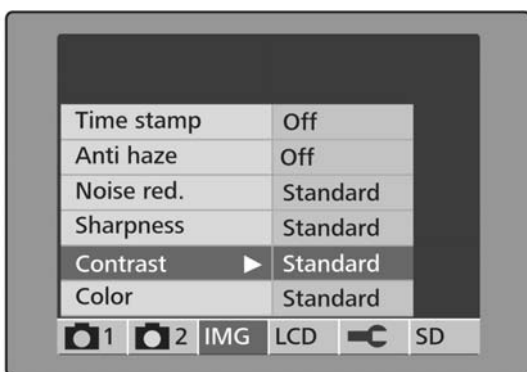 Time stamp Off
Anti haze Off
Noise red. Standard
Sharpness Standard
Contrast Standard
Color Standard
1 2 IMG LCD SD